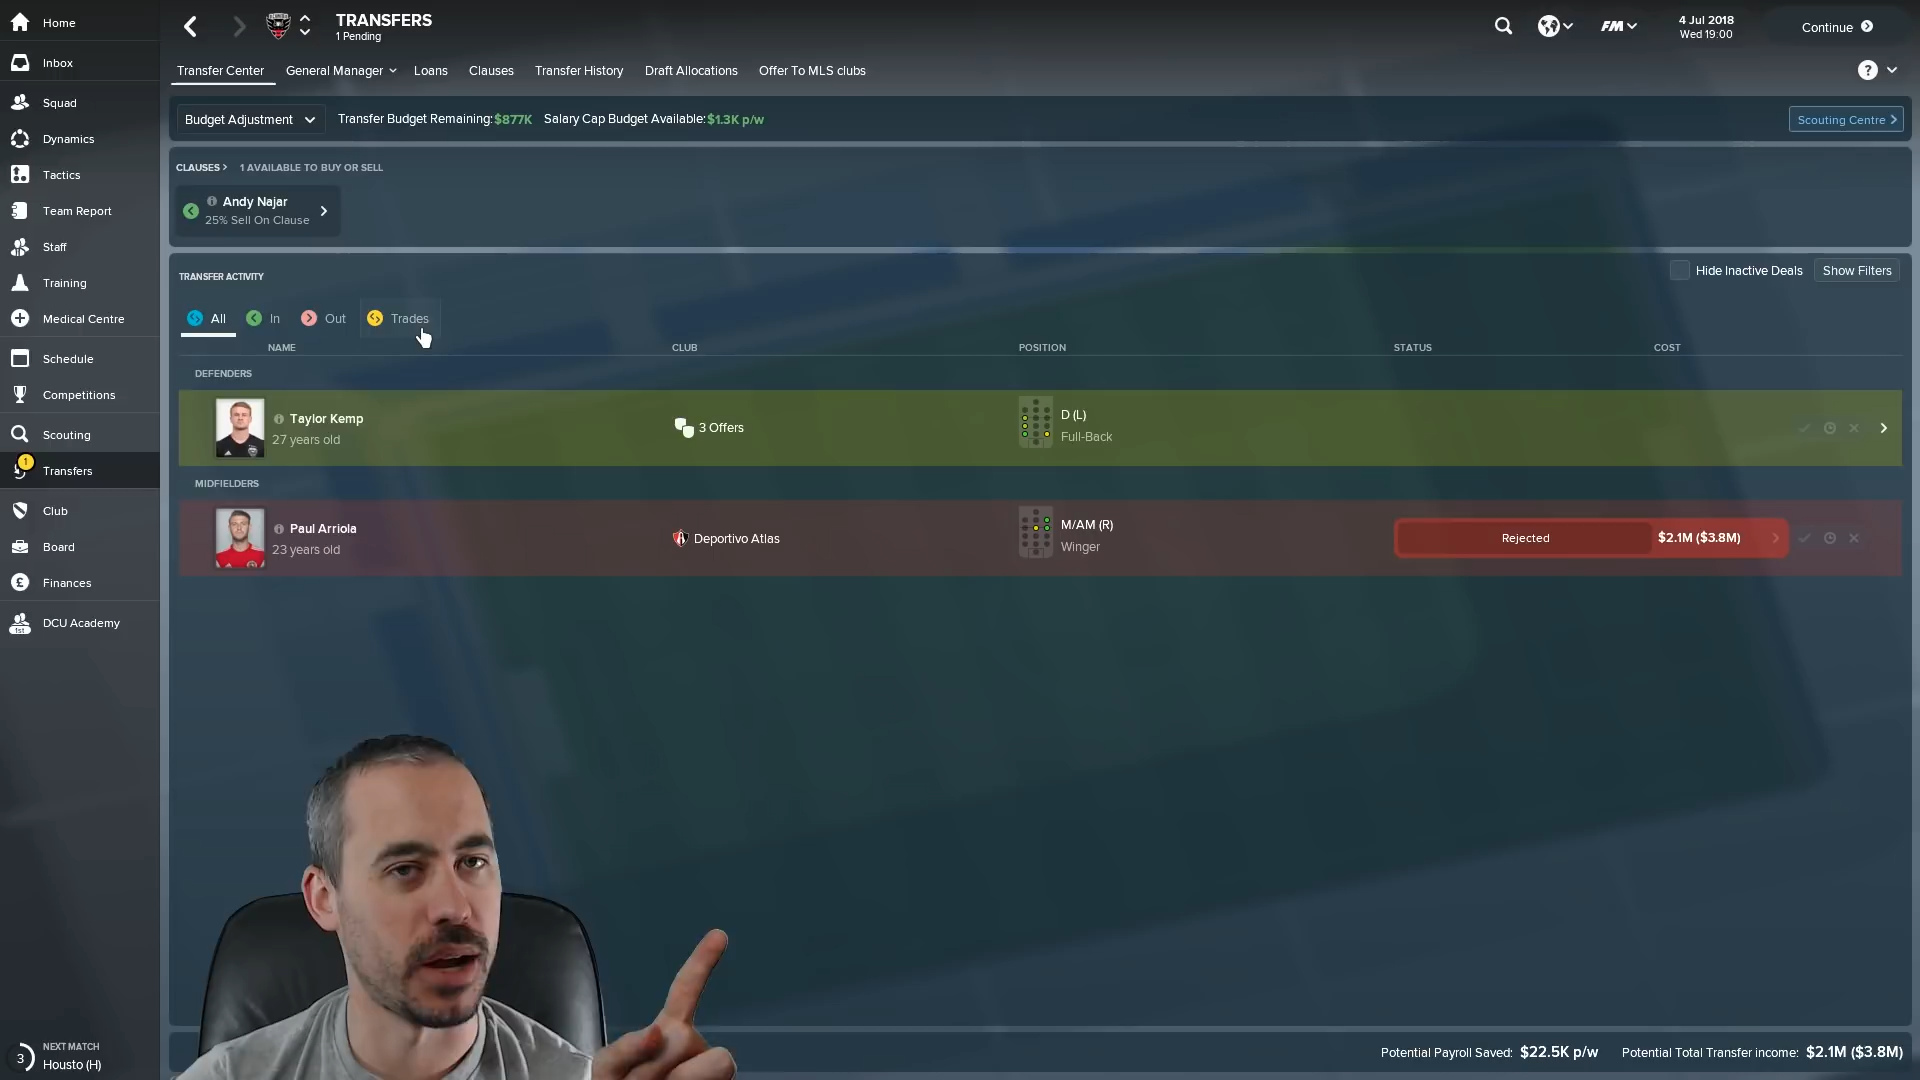 Home
Inbox
Squad
Dynamics
Tactics
Team Report
Staff
Training
Medical Centre
Schedule
Competitions
Scouting
1
Transfers
Club
Board
Finances
1st
DCU Academy
3
NEXT MATCH
Housto (H)
TRANSFERS
1 Pending
FM
4 Jul 2018
Wed 19:00
Continue
Transfer Center
General Manager
Loans
Clauses
Transfer History
Draft Allocations
Offer To MLS clubs
?
Budget Adjustment
Transfer Budget Remaining: $877K
Salary Cap Budget Available: $1.3K p/w
Scouting Centre >
CLAUSES >
1 AVAILABLE TO BUY OR SELL
Andy Najar
25% Sell On Clause
TRANSFER ACTIVITY
Hide Inactive Deals
Show Filters
All
In
Out
Trades
NAME
CLUB
POSITION
STATUS
COST
DEFENDERS
Taylor Kemp
27 years old
3 Offers
D (L)
Full-Back
MIDFIELDERS
Paul Arriola
23 years old
Deportivo Atlas
M/AM (R)
Winger
Rejected
$2.1M ($3.8M)
Potential Payroll Saved: $22.5K p/w
Potential Total Transfer income: $2.1M ($3.8M)